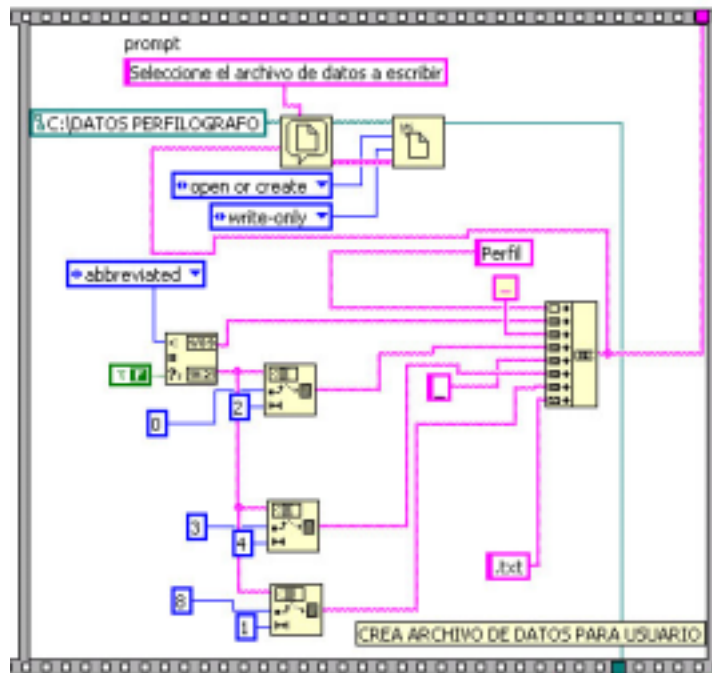 prompt
Seleccione el archivo de datos a escribir
C:\DATOS PERFILOGRAFO
open or create
write-only
Perfil
abbreviated
_
0
2
_
3
4
.txt
8
1
CREA ARCHIVO DE DATOS PARA USUARIO